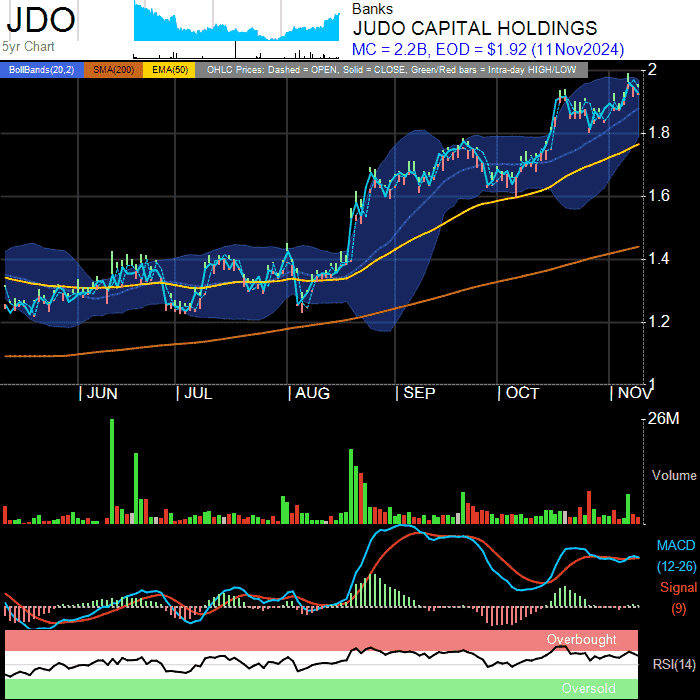 JDO
5yr Chart
Banks
JUDO CAPITAL HOLDINGS
MC = 2.2B, EOD = $1.92 (11Nov2024)
BollBands(20,2) SMA(200) EMA(50) OHLC Prices: Dashed = OPEN, Solid = CLOSE, Green/Red bars = Intra-day HIGH/LOW
2
1.8
1.6
1.4
1.2
1
JUN JUL AUG SEP OCT NOV
26M
Volume
MACD
(12-26)
Signal
(9)
Overbought
RSI(14)
Oversold